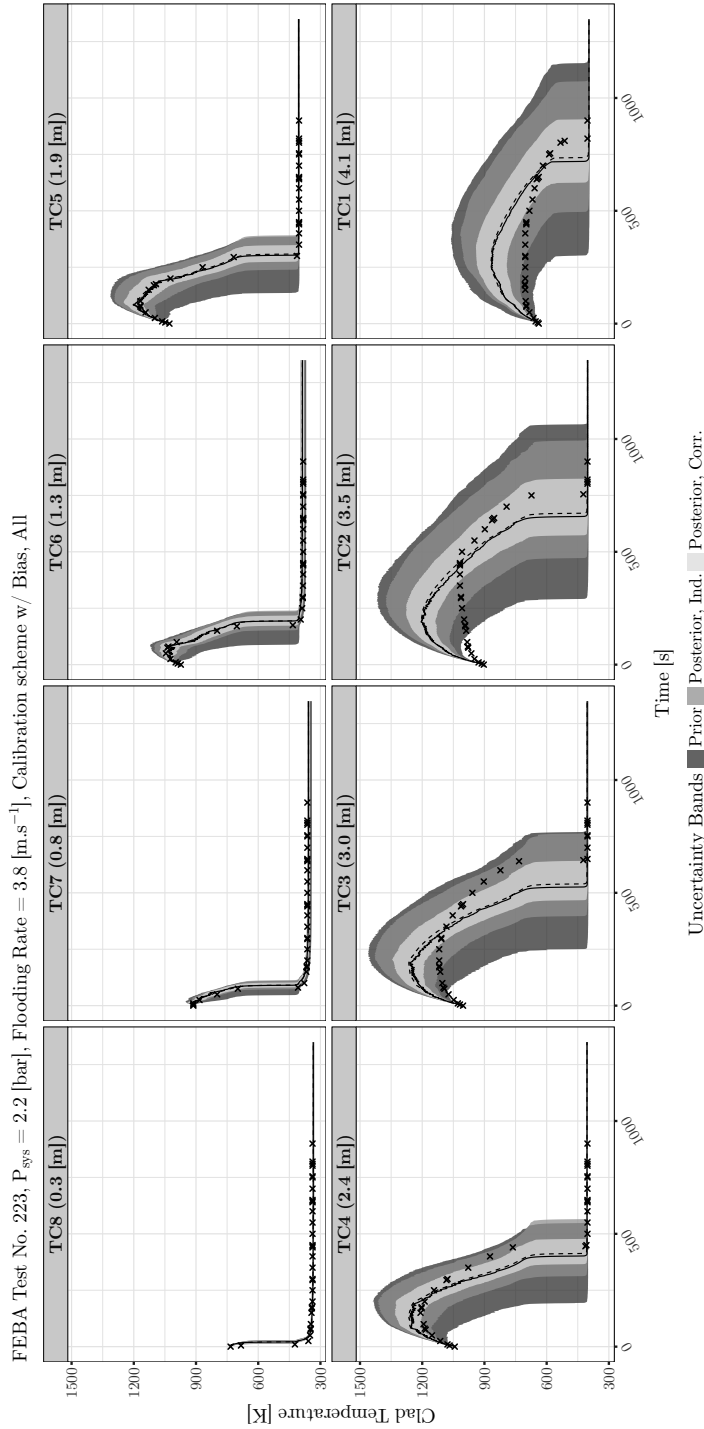 FEBA Test No. 223, Psys = 2.2 [bar], Flooding Rate = 3.8 [m.s−1], Calibration scheme w/ Bias, All
TC8 (0.3 [m])
TC7 (0.8 [m])
TC6 (1.3 [m])
TC5 (1.9 [m])
1500
1200
900
600
300
TC4 (2.4 [m])
TC3 (3.0 [m])
TC2 (3.5 [m])
TC1 (4.1 [m])
1500
1200
900
600
300
Clad Temperature [K]
0 500 1000
0 500 1000
0 500 1000
0 500 1000
Time [s]
Uncertainty Bands Prior Posterior, Ind. Posterior, Corr.